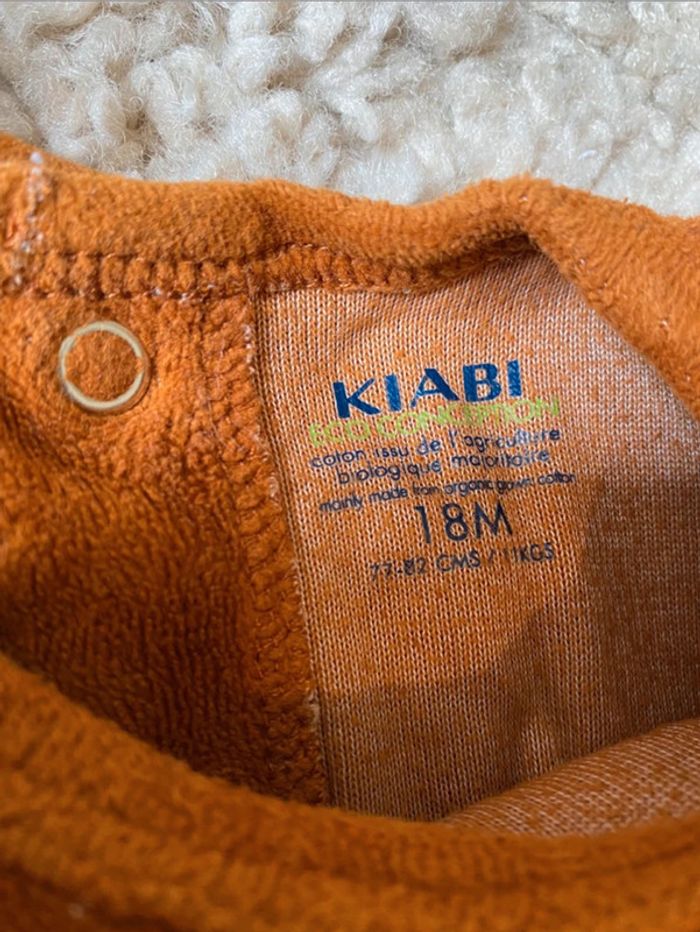 KIABI
ECO CONCEPTION
coton issu de l'agriculture
biologique majoritaire
mainly made from organic grown cotton
18M
77-82 CMS / 11KGS